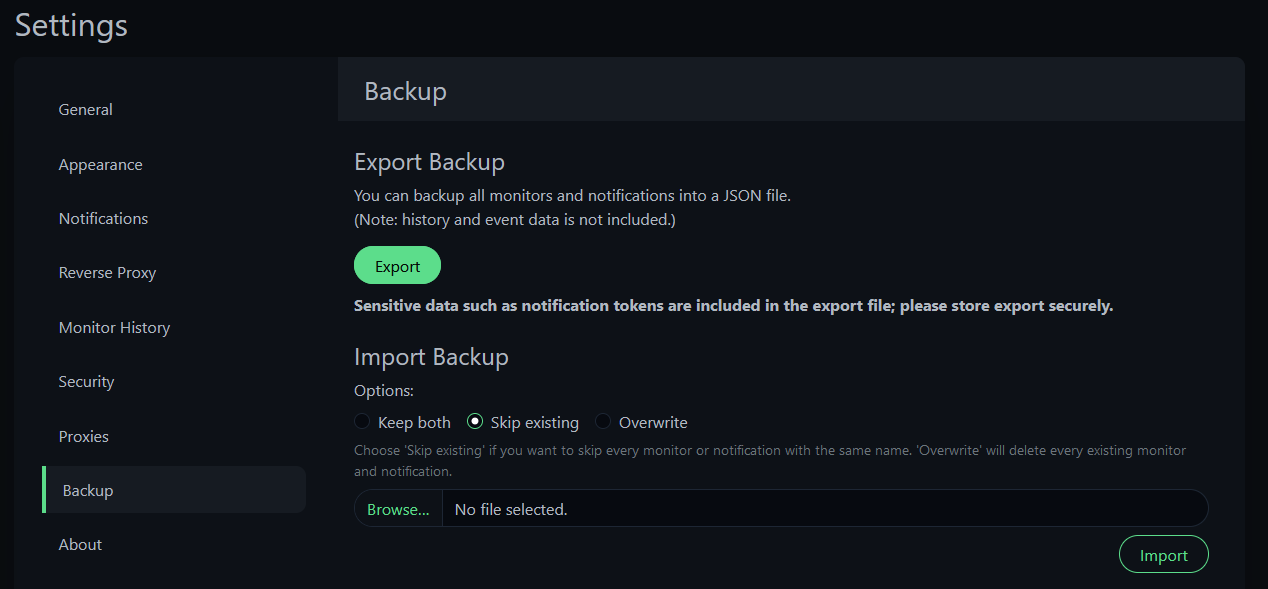 Settings
General
Appearance
Notifications
Reverse Proxy
Monitor History
Security
Proxies
Backup
About
Backup
Export Backup
You can backup all monitors and notifications into a JSON file.
(Note: history and event data is not included.)
Export
Sensitive data such as notification tokens are included in the export file; please store export securely.
Import Backup
Options:
Keep both Skip existing Overwrite
Choose 'Skip existing' if you want to skip every monitor or notification with the same name. 'Overwrite' will delete every existing monitor
and notification.
Browse... No file selected.
Import